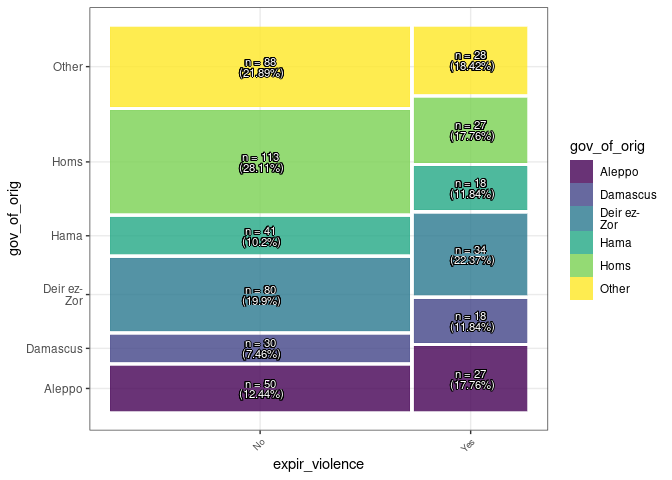 gov_of_orig
Other
Homs
Hama
Deir ez-
Zor
Damascus
Aleppo
n = 88
(21.89%)
n = 113
(28.11%)
n = 41
(10.2%)
n = 80
(19.9%)
n = 30
(7.46%)
n = 50
(12.44%)
n = 28
(18.42%)
n = 27
(17.76%)
n = 18
(11.84%)
n = 34
(22.37%)
n = 18
(11.84%)
n = 27
(17.76%)
No
Yes
expir_violence
gov_of_orig
Aleppo
Damascus
Deir ez-
Zor
Hama
Homs
Other